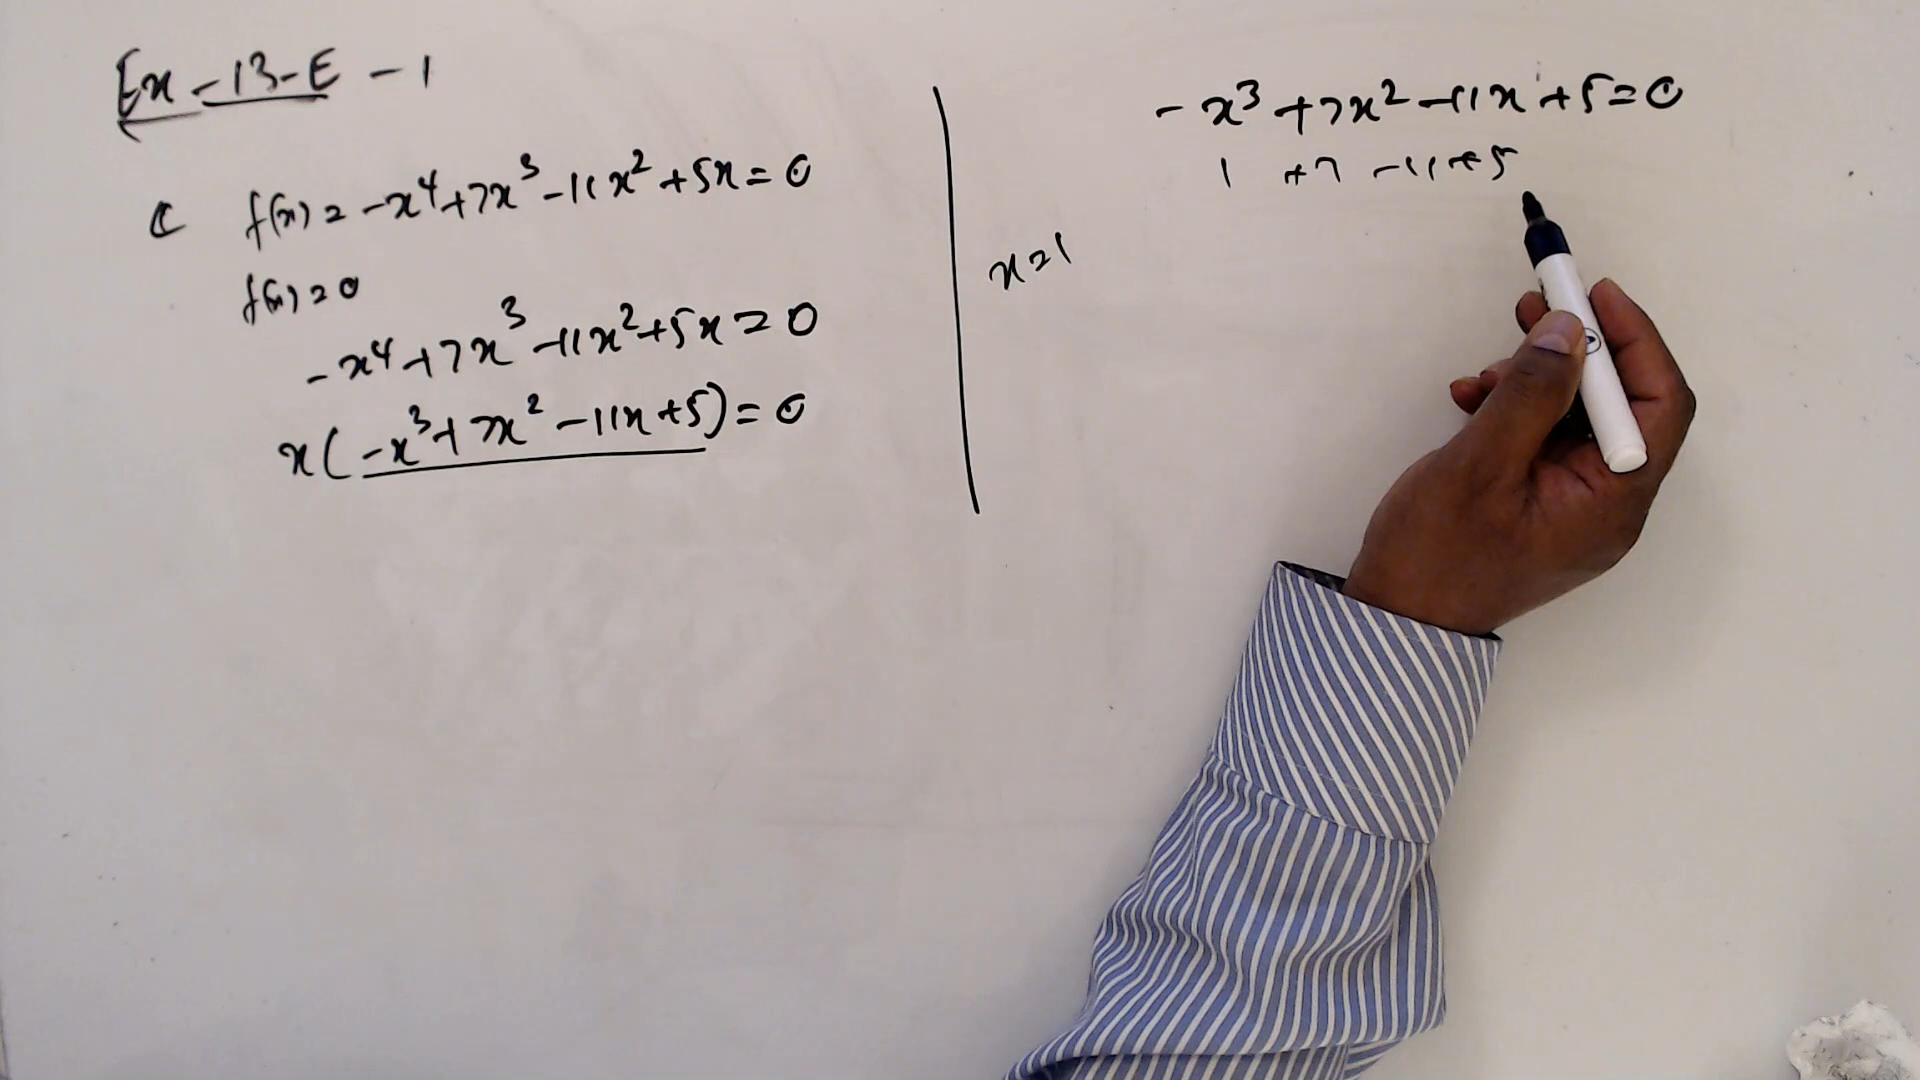 Ex - 13 - E - 1
c f(x) = -x⁴+7x³-11x²+5x = 0
f(x) = 0
-x⁴+7x³-11x²+5x = 0
x(-x³+7x²-11x+5) = 0
-x³+7x²-11x+5=0
1 +7 -11+5
x=1